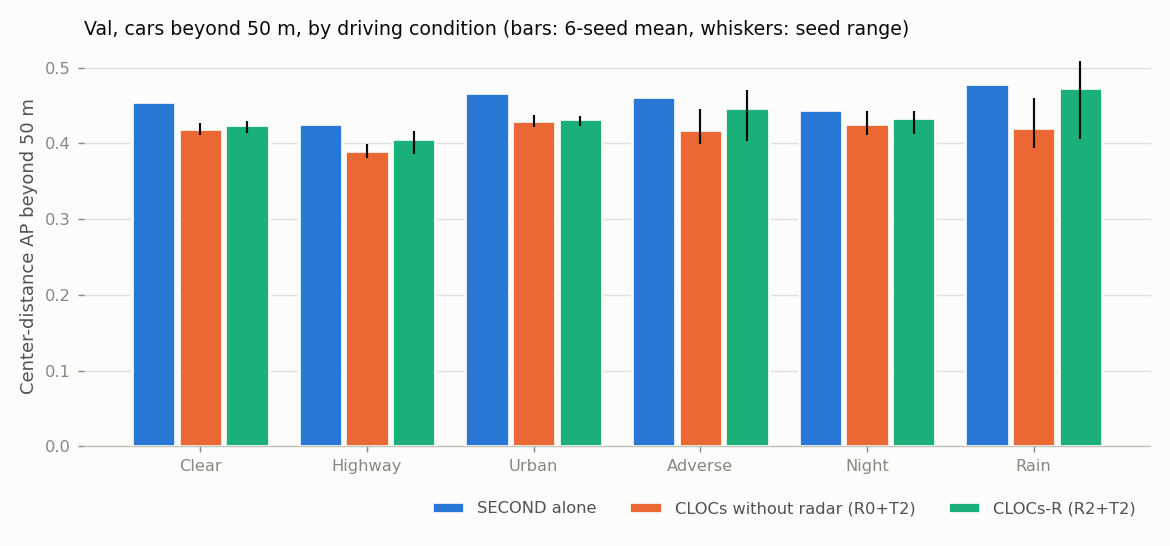 Val, cars beyond 50 m, by driving condition (bars: 6-seed mean, whiskers: seed range)
Center-distance AP beyond 50 m
0.5
0.4
0.3
0.2
0.1
0.0
Clear
Highway
Urban
Adverse
Night
Rain
SECOND alone
CLOCs without radar (R0+T2)
CLOCs-R (R2+T2)